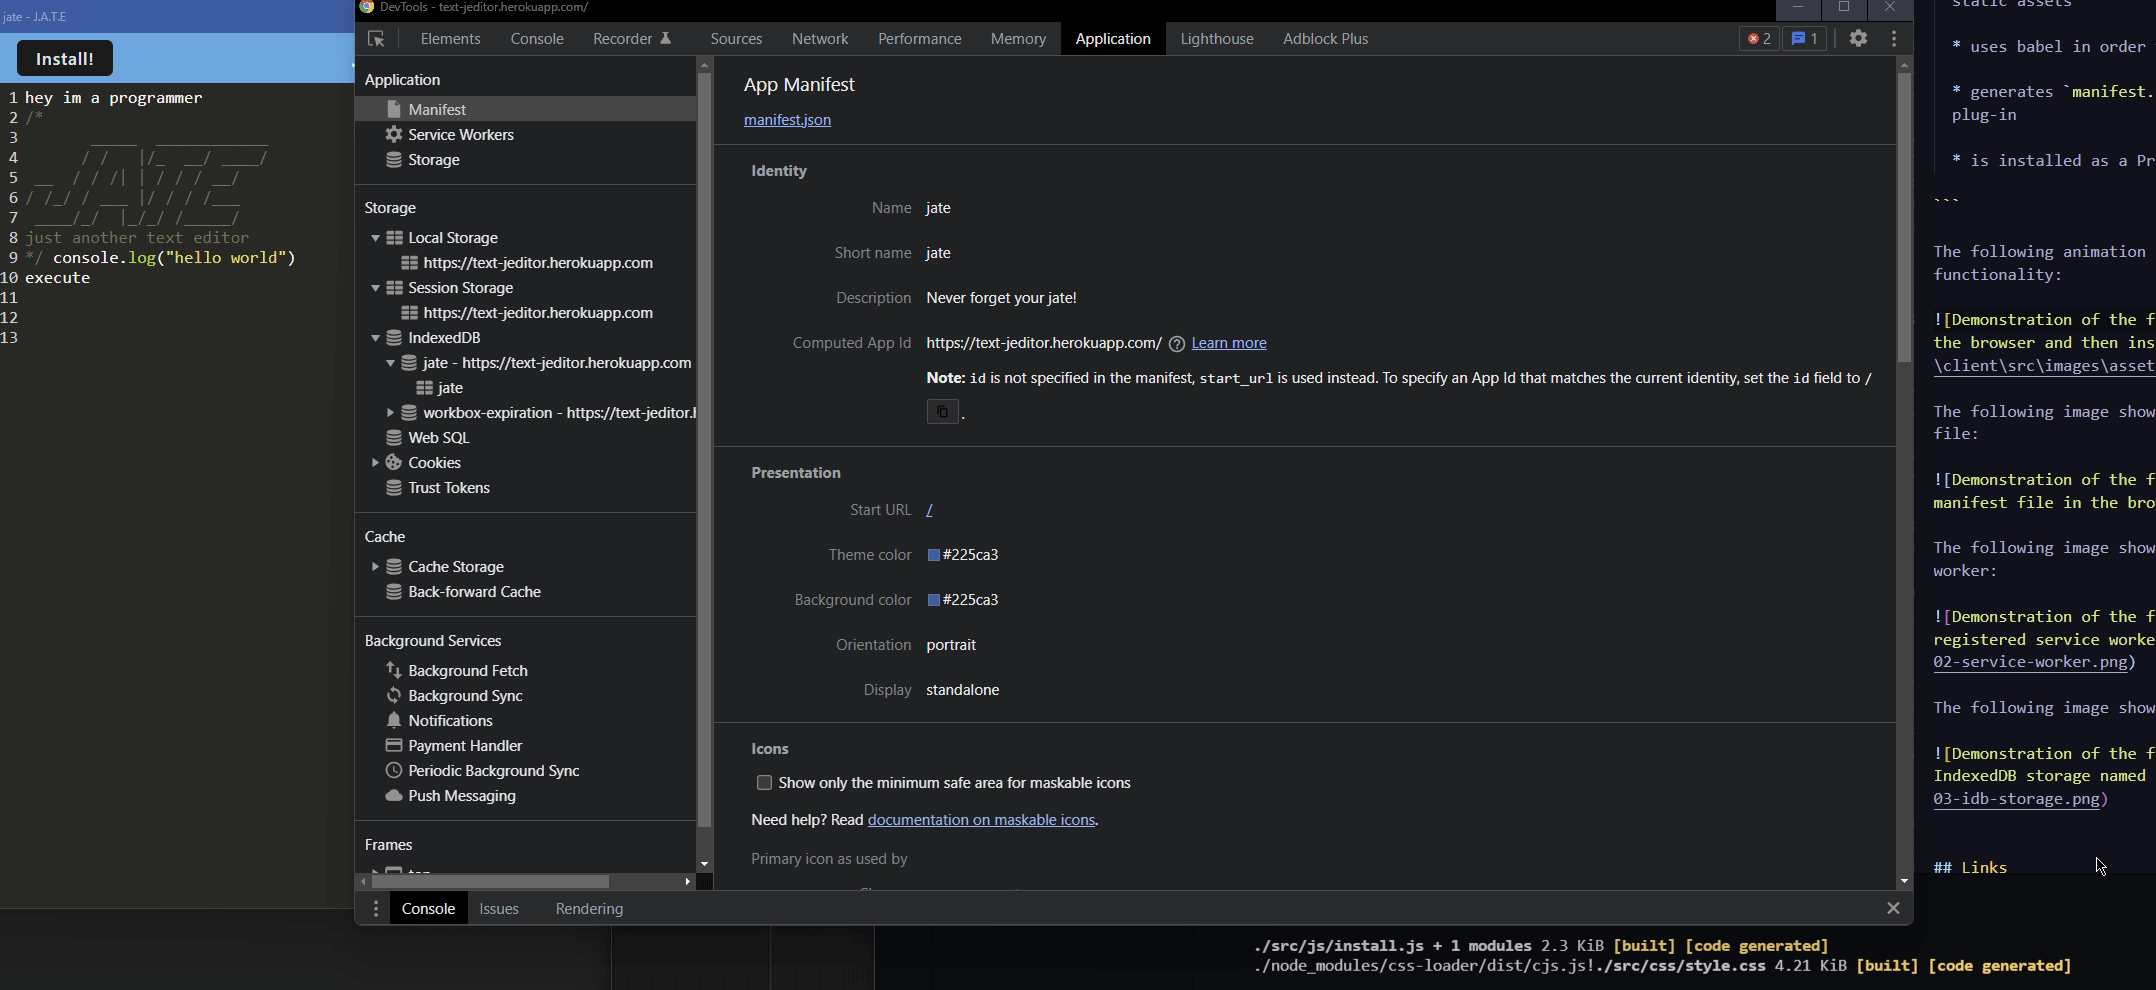 jate - J.A.T.E
Install!
1 hey im a programmer
2 /*
3
4
5
6
7
8 just another text editor
9 */ console.log("hello world")
10 execute
11
12
13
DevTools - text-jeditor.herokuapp.com/
Elements Console Recorder Sources Network Performance Memory Application Lighthouse Adblock Plus 2 1
Application
Manifest
Service Workers
Storage
Storage
Local Storage
https://text-jeditor.herokuapp.com
Session Storage
https://text-jeditor.herokuapp.com
IndexedDB
jate - https://text-jeditor.herokuapp.com
jate
workbox-expiration - https://text-jeditor.
Web SQL
Cookies
Trust Tokens
Cache
Cache Storage
Back-forward Cache
Background Services
Background Fetch
Background Sync
Notifications
Payment Handler
Periodic Background Sync
Push Messaging
Frames
App Manifest
manifest.json
Identity
Name jate
Short name jate
Description Never forget your jate!
Computed App Id https://text-jeditor.herokuapp.com/ Learn more
Note: id is not specified in the manifest, start_url is used instead. To specify an App Id that matches the current identity, set the id field to /
.
Presentation
Start URL /
Theme color #225ca3
Background color #225ca3
Orientation portrait
Display standalone
Icons
Show only the minimum safe area for maskable icons
Need help? Read documentation on maskable icons.
Primary icon as used by
Console Issues Rendering
static assets
* uses babel in order
* generates `manifest.
plug-in
* is installed as a Pr
```
The following animation
functionality:
![Demonstration of the f
the browser and then ins
\client\src\images\asset
The following image show
file:
![Demonstration of the f
manifest file in the bro
The following image show
worker:
![Demonstration of the f
registered service worke
02-service-worker.png)
The following image show
![Demonstration of the f
IndexedDB storage named
03-idb-storage.png)
## Links
./src/js/install.js + 1 modules 2.3 KiB [built] [code generated]
./node_modules/css-loader/dist/cjs.js!./src/css/style.css 4.21 KiB [built] [code generated]